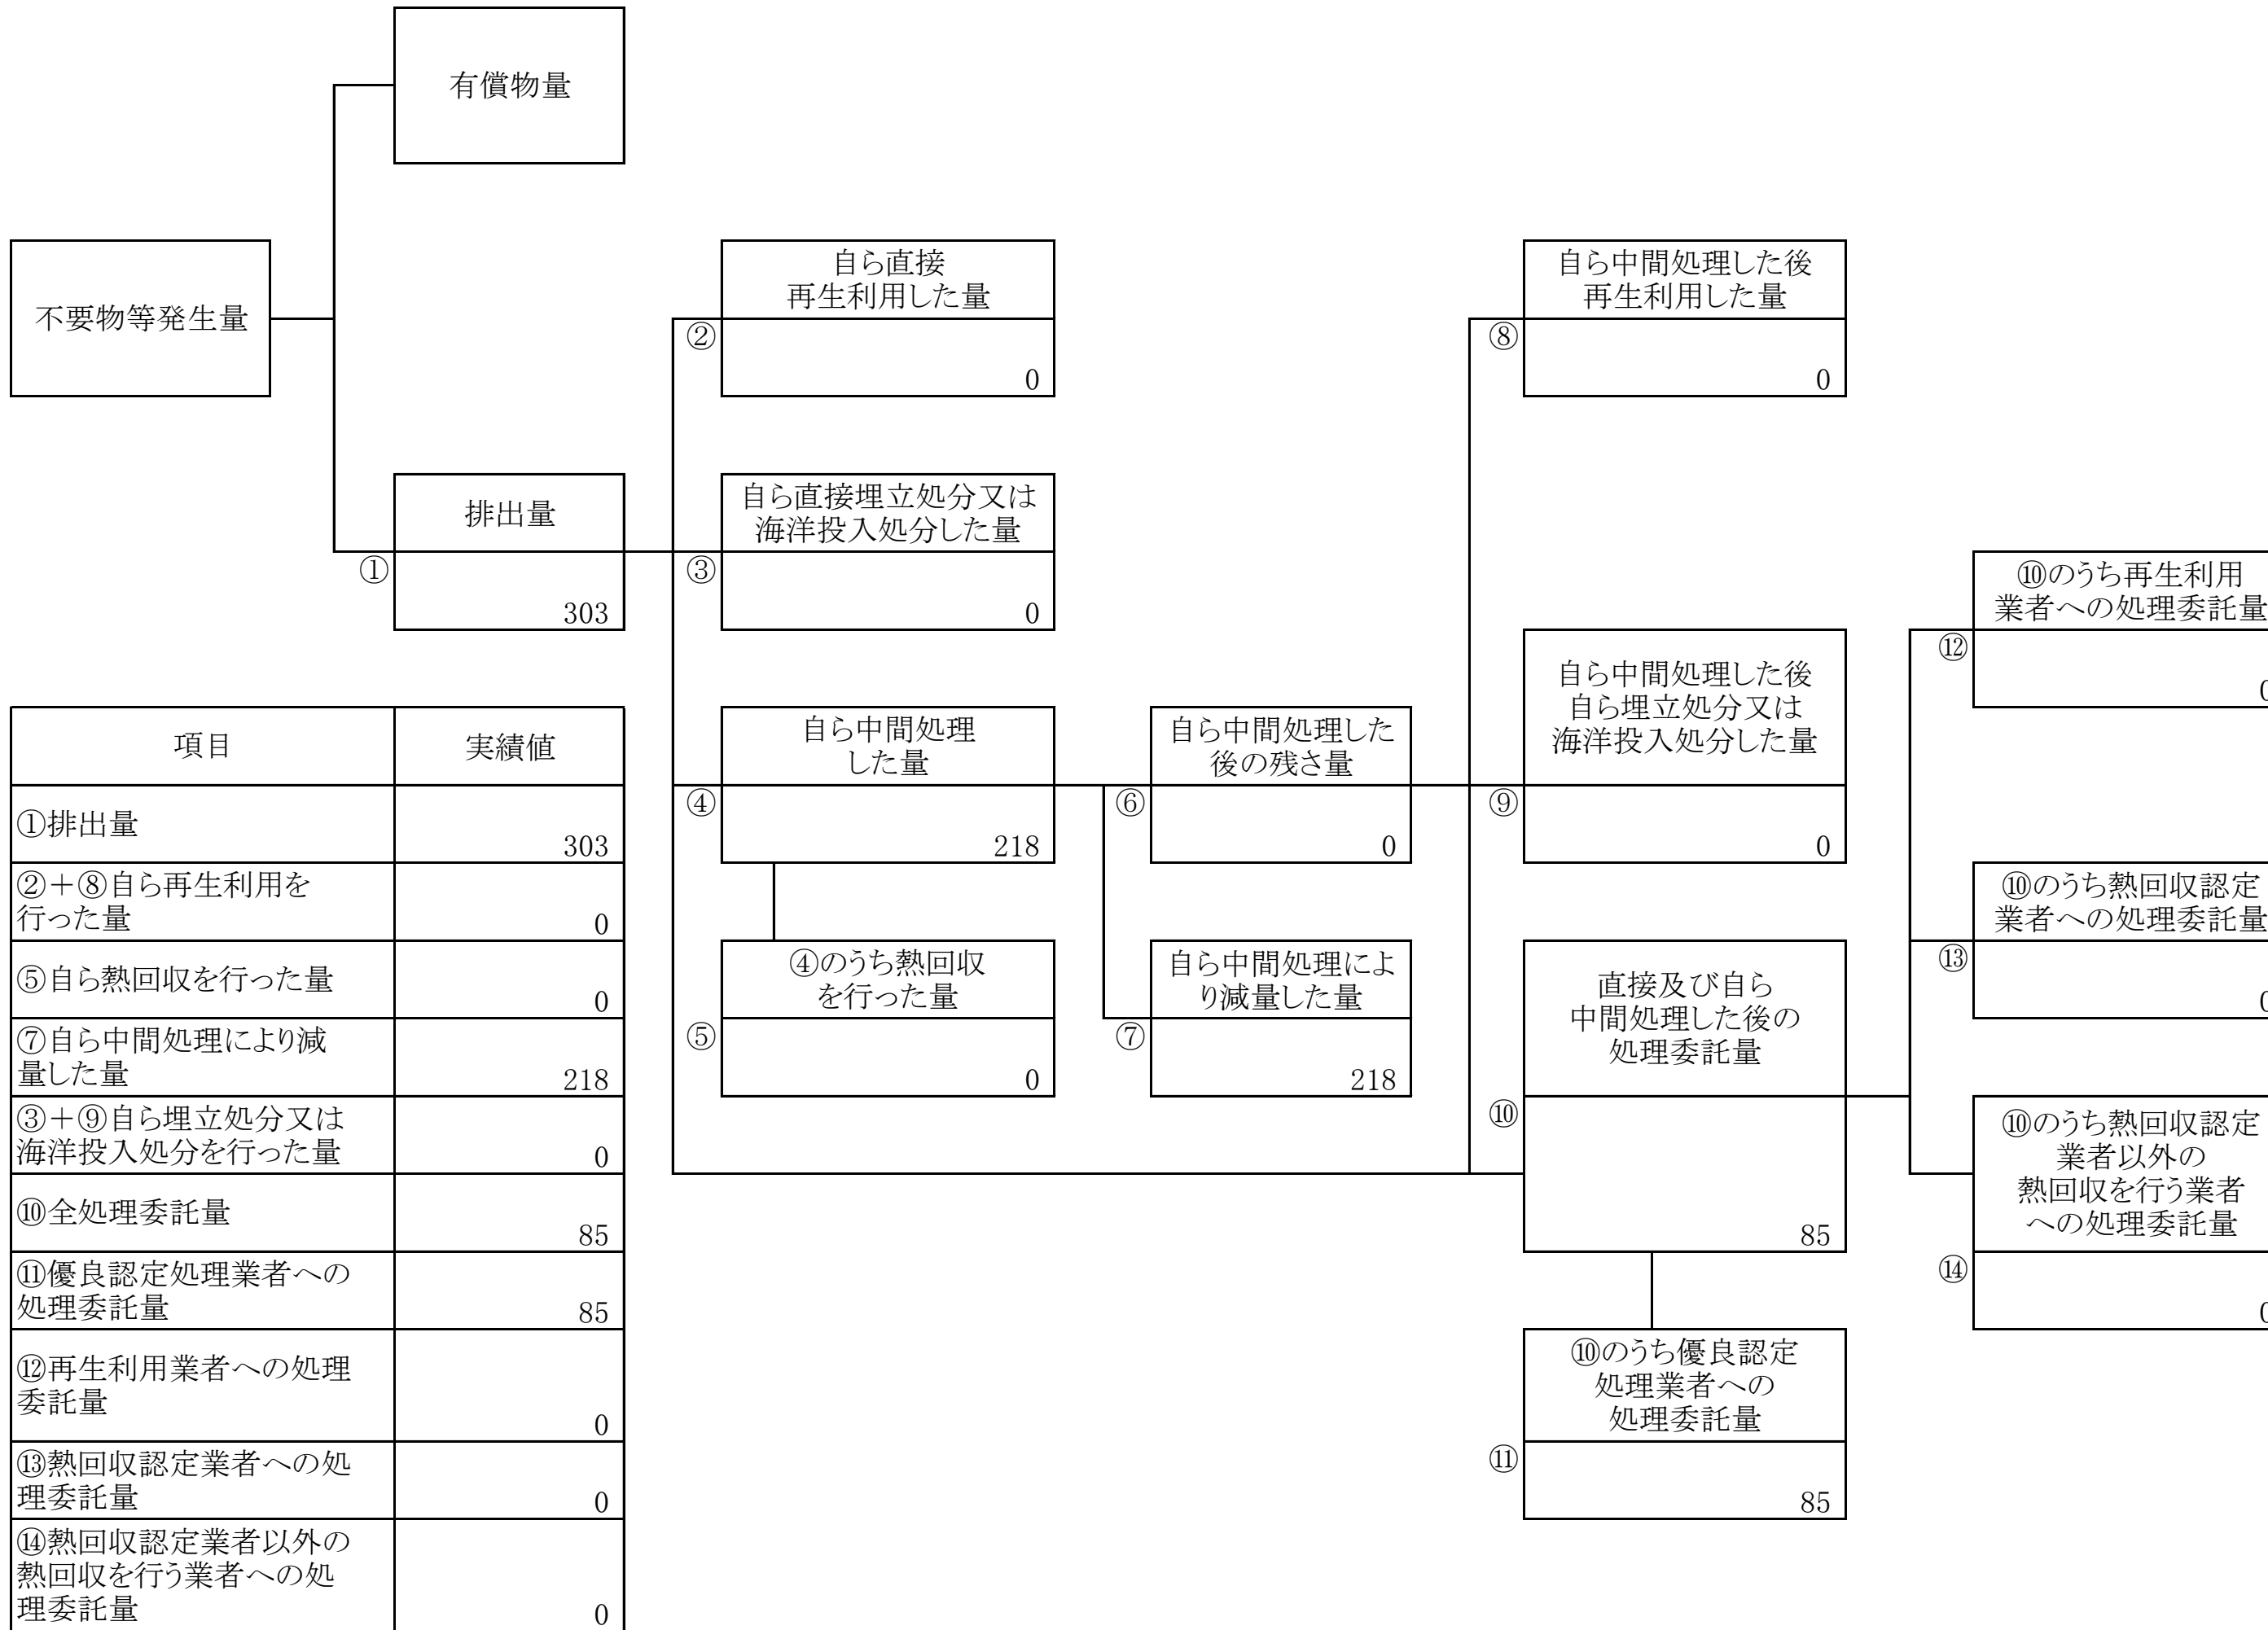 有償物量
不要物等発生量
自ら直接
再生利用した量
②
0
自ら中間処理した後
再生利用した量
⑧
0
排出量
①
303
自ら直接埋立処分又は
海洋投入処分した量
③
0
⑩のうち再生利用
業者への処理委託量
⑫
0
自ら中間処理
した量
④
218
自ら中間処理した
後の残さ量
⑥
0
自ら中間処理した後
自ら埋立処分又は
海洋投入処分した量
⑨
0
⑩のうち熱回収認定
業者への処理委託量
⑬
0
④のうち熱回収
を行った量
⑤
0
自ら中間処理によ
り減量した量
⑦
218
直接及び自ら
中間処理した後の
処理委託量
⑩
85
⑩のうち熱回収認定
業者以外の
熱回収を行う業者
への処理委託量
⑭
0
⑩のうち優良認定
処理業者への
処理委託量
⑪
85
項目
実績値
①排出量
303
②+⑧自ら再生利用を
行った量
0
⑤自ら熱回収を行った量
0
⑦自ら中間処理により減
量した量
218
③+⑨自ら埋立処分又は
海洋投入処分を行った量
0
⑩全処理委託量
85
⑪優良認定処理業者への
処理委託量
85
⑫再生利用業者への処理
委託量
0
⑬熱回収認定業者への処
理委託量
0
⑭熱回収認定業者以外の
熱回収を行う業者への処
理委託量
0